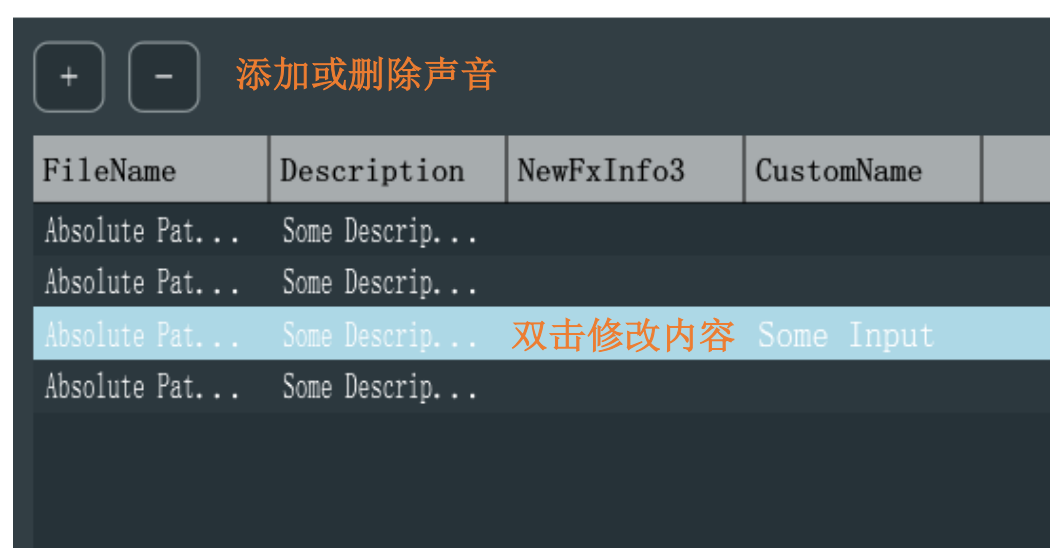 + - 添加或删除声音
FileName Description NewFxInfo3 CustomName
Absolute Pat... Some Descrip...
Absolute Pat... Some Descrip...
Absolute Pat... Some Descrip... 双击修改内容 Some Input
Absolute Pat... Some Descrip...